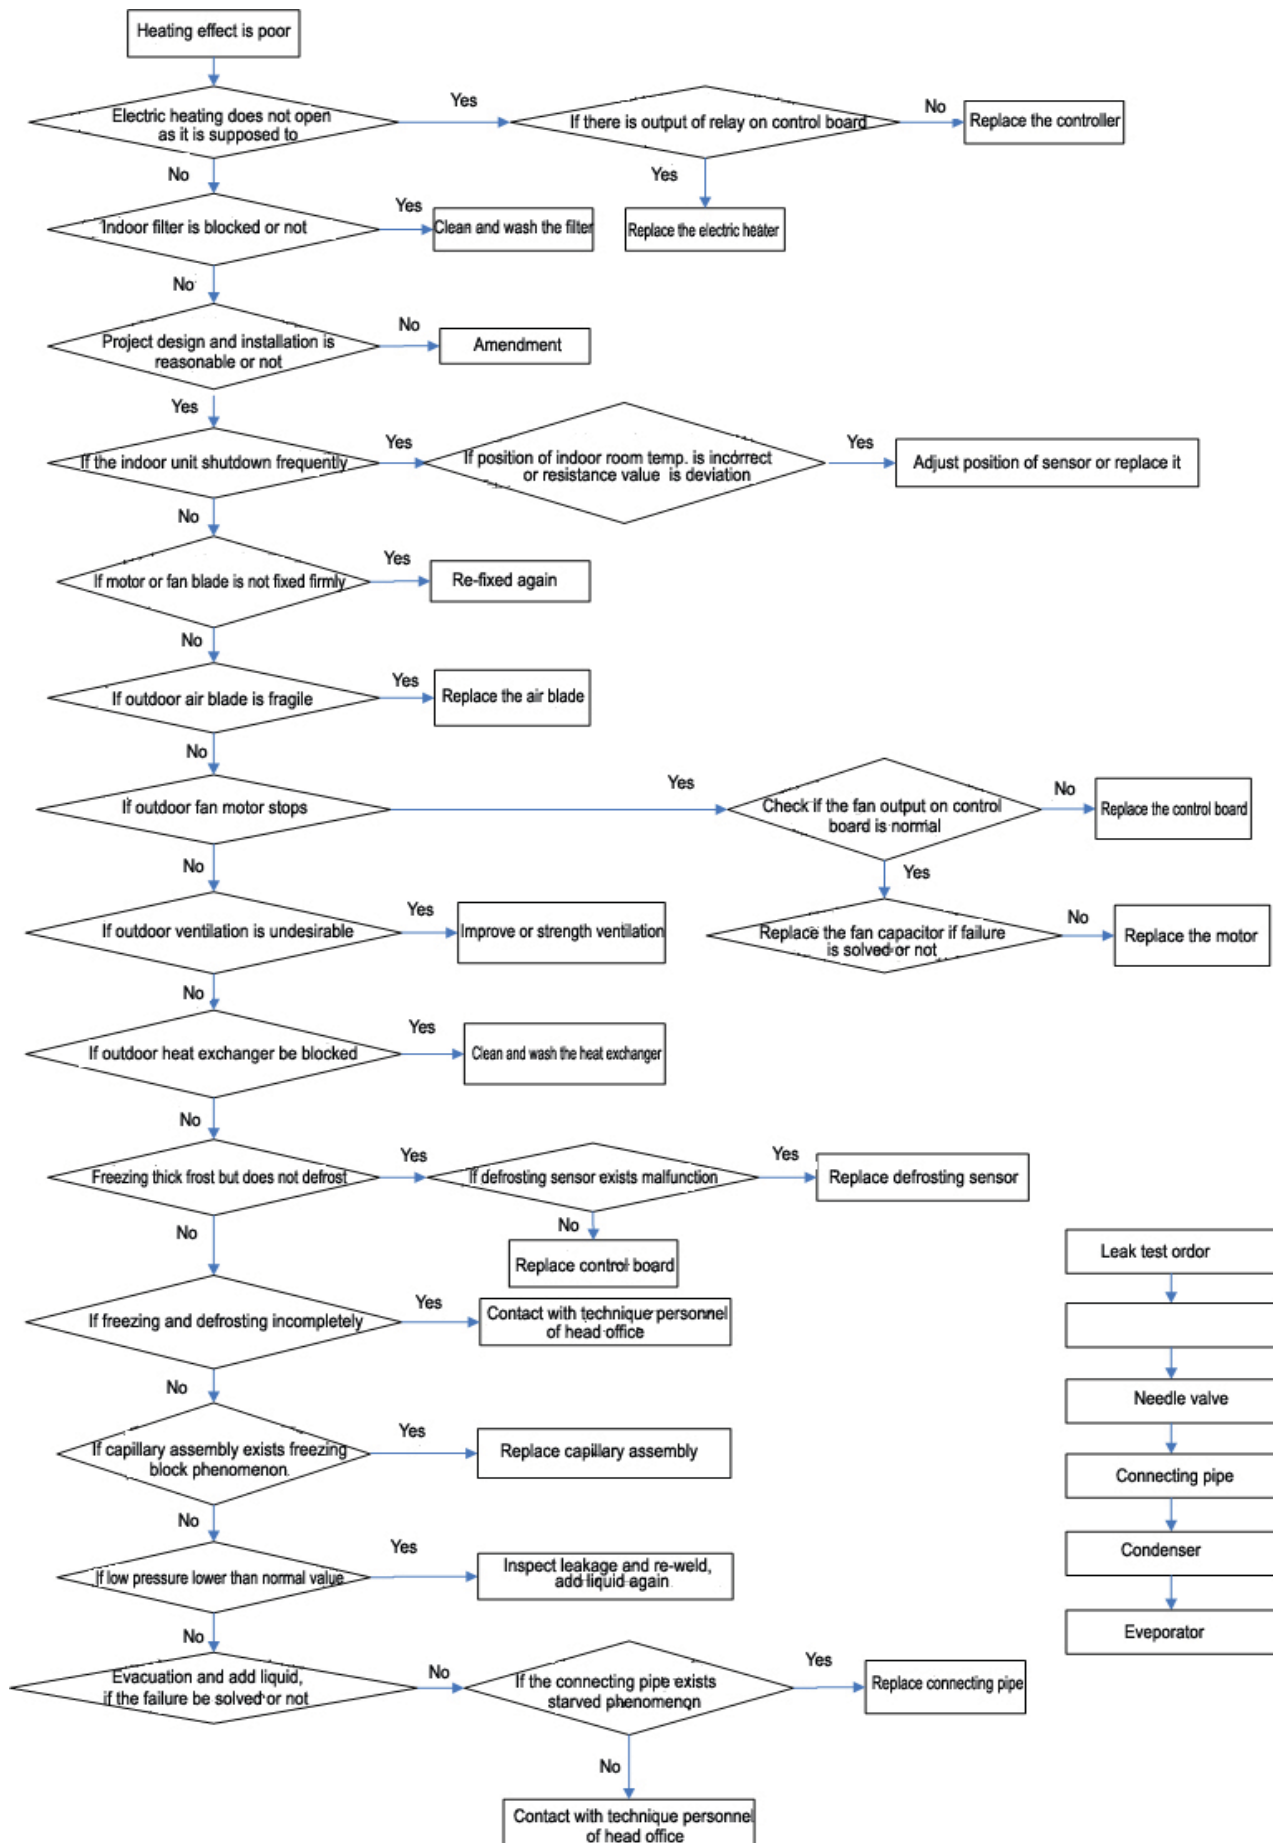 Heating effect is poor
Electric heating does not open
as it is supposed to
Yes
If there is output of relay on control board
No
Replace the controller
No
Yes
Indoor filter is blocked or not
Yes
Clean and wash the filter
Replace the electric heater
No
Project design and installation is
reasonable or not
No
Amendment
Yes
If the indoor unit shutdown frequently
Yes
If position of indoor room temp. is incorrect
or resistance value is deviation
Yes
Adjust position of sensor or replace it
No
If motor or fan blade is not fixed firmly
Yes
Re-fixed again
No
If outdoor air blade is fragile
Yes
Replace the air blade
No
If outdoor fan motor stops
Yes
Check if the fan output on control
board is normal
No
Replace the control board
No
Yes
If outdoor ventilation is undesirable
Yes
Improve or strength ventilation
Replace the fan capacitor if failure
is solved or not
No
Replace the motor
No
If outdoor heat exchanger be blocked
Yes
Clean and wash the heat exchanger
No
Freezing thick frost but does not defrost
Yes
If defrosting sensor exists malfunction
Yes
Replace defrosting sensor
No
No
Replace control board
If freezing and defrosting incompletely
Yes
Contact with technique personnel
of head office
No
If capillary assembly exists freezing
block phenomenon.
Yes
Replace capillary assembly
No
If low pressure lower than normal value
Yes
Inspect leakage and re-weld,
add liquid again
No
Evacuation and add liquid,
if the failure be solved or not
No
If the connecting pipe exists
starved phenomenon
Yes
Replace connecting pipe
No
Contact with technique personnel
of head office
Leak test ordor
Needle valve
Connecting pipe
Condenser
Eveporator